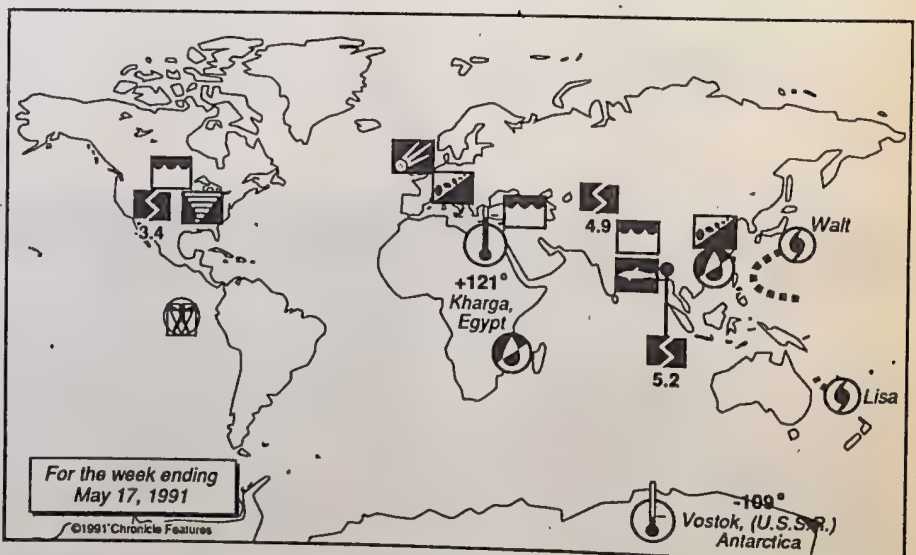 Walt
3.4
4.9
+121°
Kharga,
Egypt
5.2
Lisa
For the week ending
May 17, 1991
©1991 Chronicle Features
-109°
Vostok, (U.S.S.R.)
Antarctica